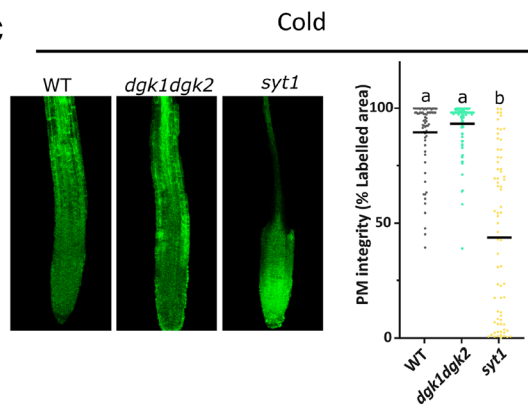 C
Cold
WT
dgk1dgk2
syt1
a
a
b
100
50
0
PM integrity (% Labelled area)
WT
dgk1dgk2
syt1